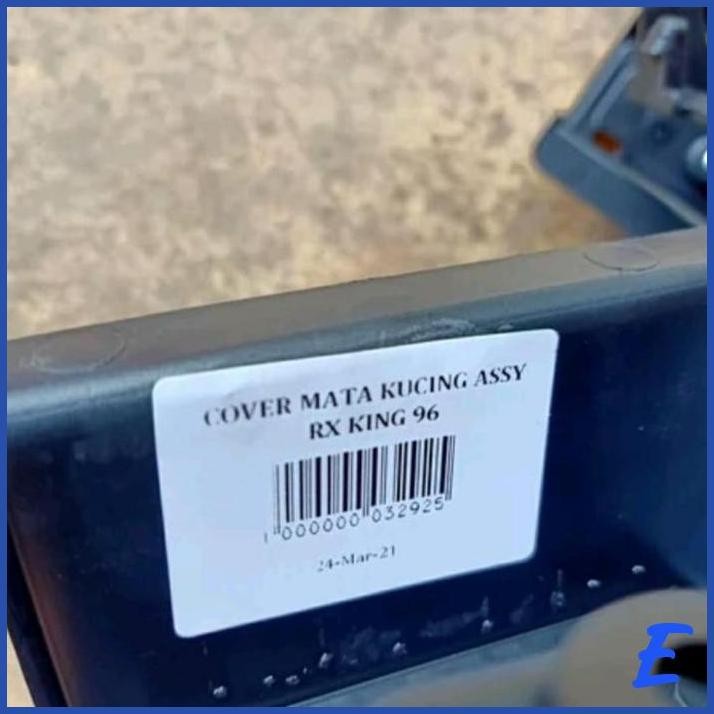 COVER MATA KUCING ASSY
RX KING 96
1 000000 032925
24-Mar-21
E